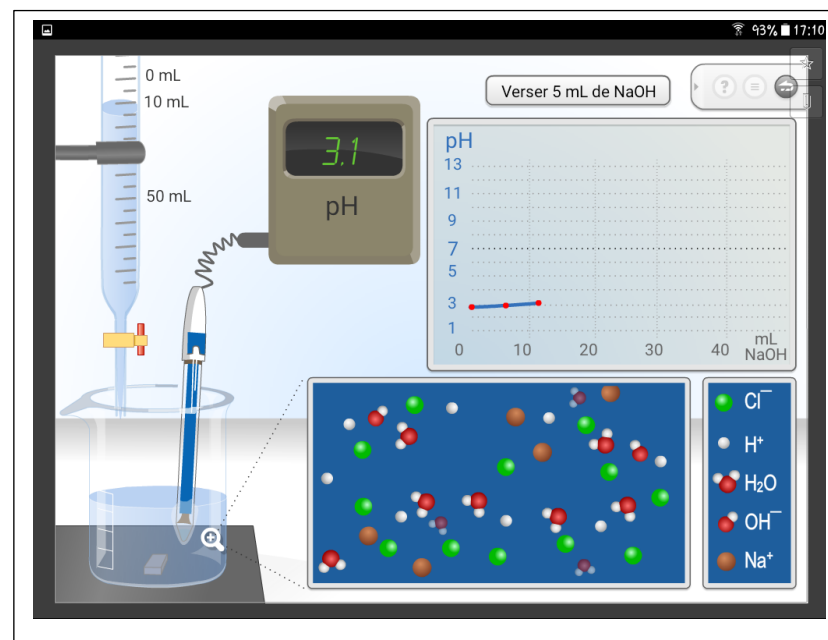 93% 17:10
0 mL
10 mL
50 mL
3.1
pH
Verser 5 mL de NaOH
?
pH
13
11
9
7
5
3
1
0 10 20 30 40
mL
NaOH
Cl⁻
H⁺
H₂O
OH⁻
Na⁺